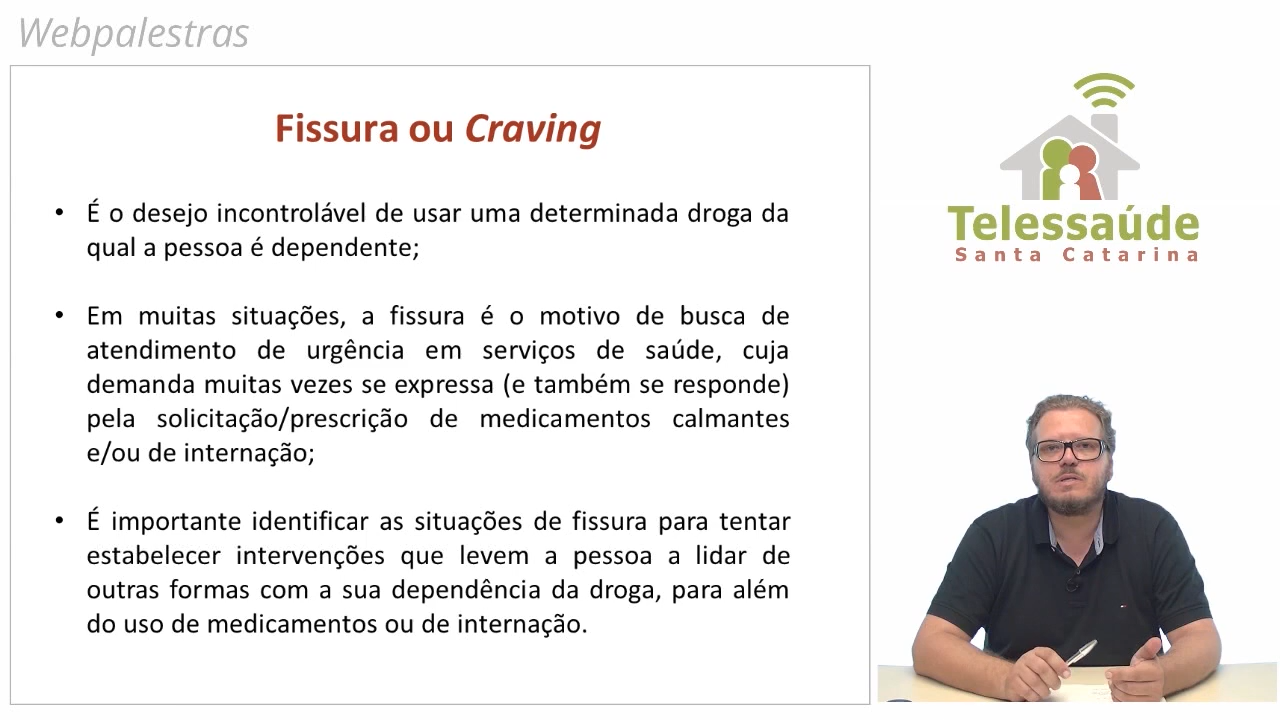 Webpalestras
Fissura ou Craving
• É o desejo incontrolável de usar uma determinada droga da
qual a pessoa é dependente;
• Em muitas situações, a fissura é o motivo de busca de
atendimento de urgência em serviços de saúde, cuja
demanda muitas vezes se expressa (e também se responde)
pela solicitação/prescrição de medicamentos calmantes
e/ou de internação;
• É importante identificar as situações de fissura para tentar
estabelecer intervenções que levem a pessoa a lidar de
outras formas com a sua dependência da droga, para além
do uso de medicamentos ou de internação.
Telessaúde
Santa Catarina